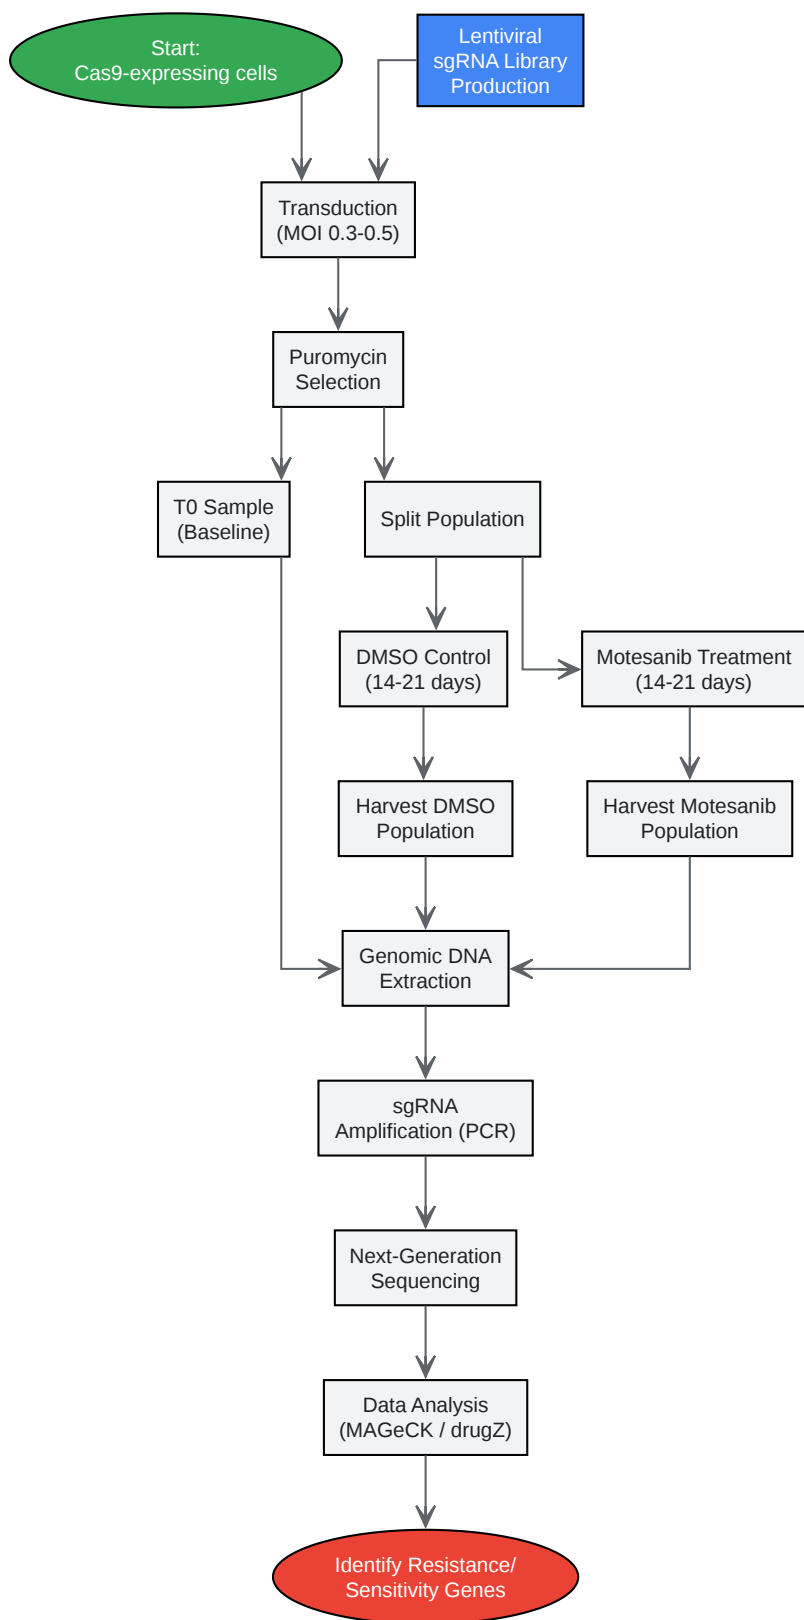 Start:
Cas9-expressing cells
Lentiviral
sgRNA Library
Production
Transduction
(MOI 0.3-0.5)
Puromycin
Selection
T0 Sample
(Baseline)
Split Population
DMSO Control
(14-21 days)
Motesanib Treatment
(14-21 days)
Harvest DMSO
Population
Harvest Motesanib
Population
Genomic DNA
Extraction
sgRNA
Amplification (PCR)
Next-Generation
Sequencing
Data Analysis
(MAGeCK / drugZ)
Identify Resistance/
Sensitivity Genes